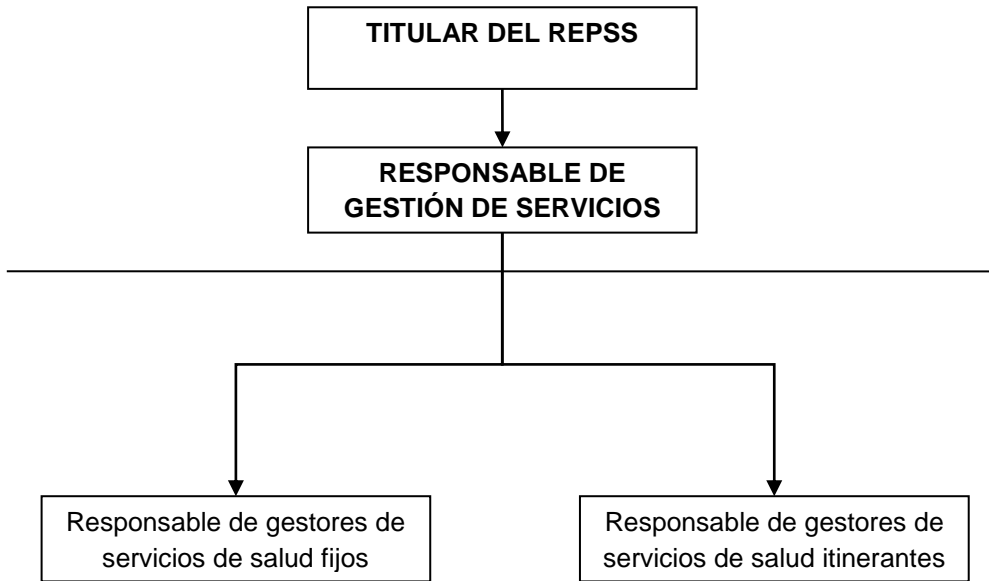 TITULAR DEL REPSS
RESPONSABLE DE
GESTIÓN DE SERVICIOS
Responsable de gestores de
servicios de salud fijos
Responsable de gestores de
servicios de salud itinerantes